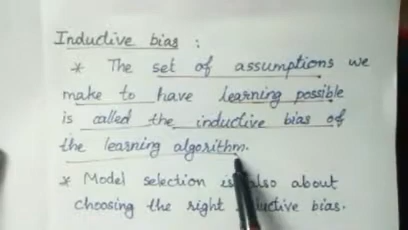 Inductive bias :
* The set of assumptions we
make to have learning possible
is called the inductive bias of
the learning algorithm.
* Model selection is also about
choosing the right inductive bias.